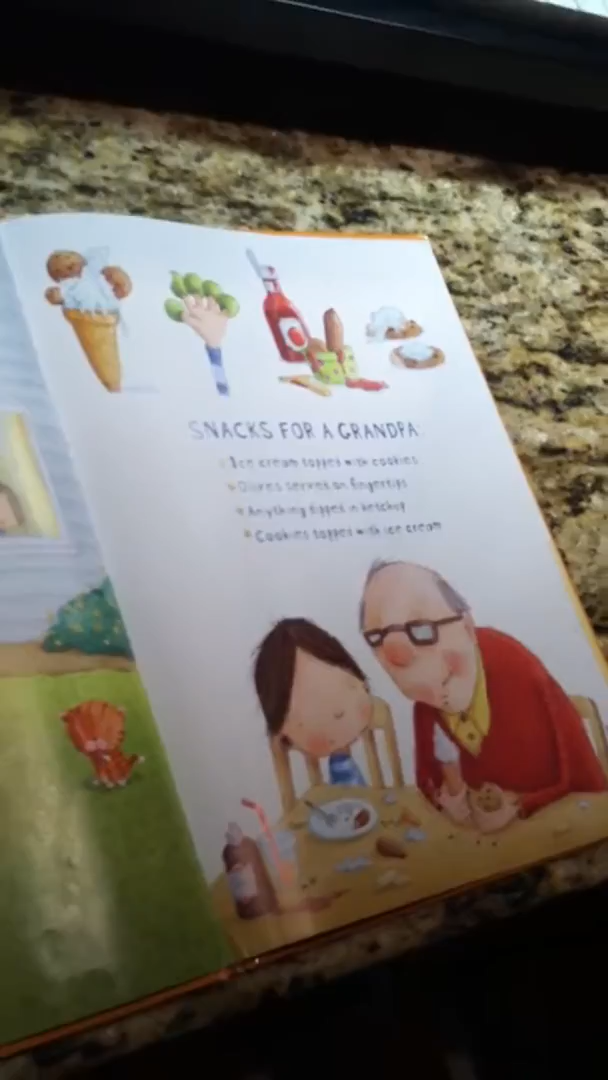 SNACKS FOR A GRANDPA:
Ice cream topped with cookies
Olives served on fingertips
Anything dipped in ketchup
Cookies topped with ice cream